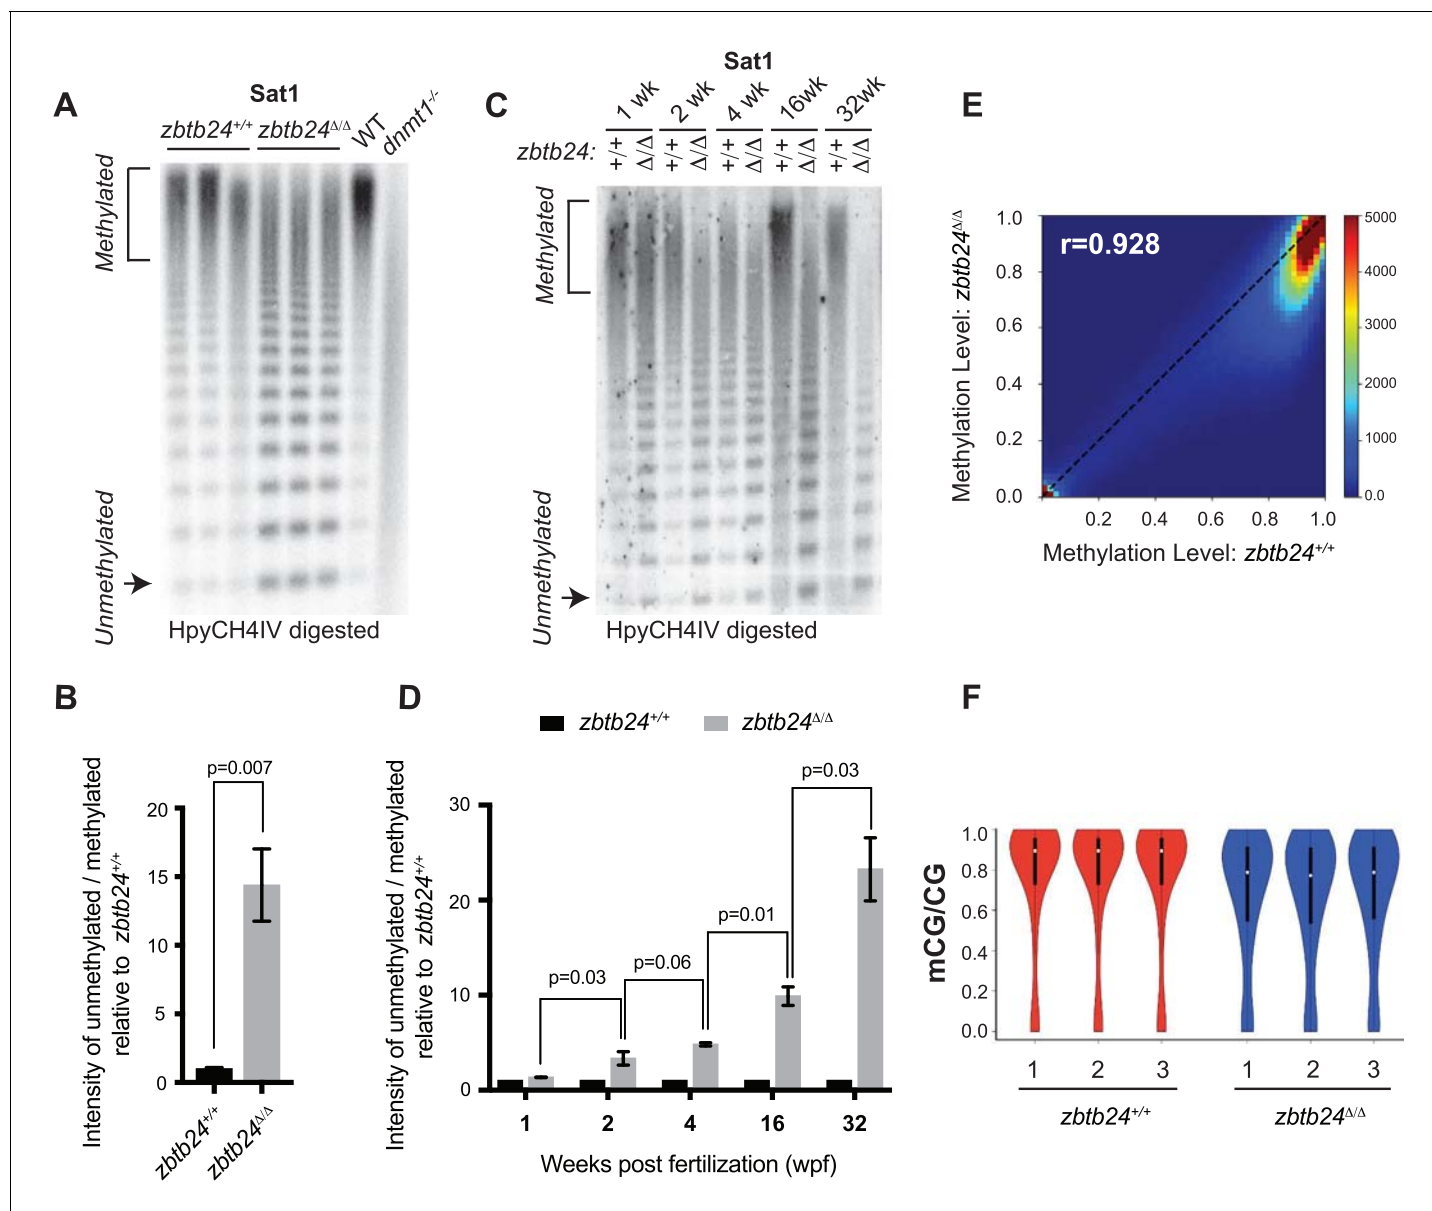 A
Sat1
zbtb24+/+ zbtb24Δ/Δ WT dnmt1-/-
Methylated
Unmethylated
HpyCH4IV digested
C
Sat1
1 wk 2 wk 4 wk 16wk 32wk
zbtb24: +/+ Δ/Δ +/+ Δ/Δ +/+ Δ/Δ +/+ Δ/Δ +/+ Δ/Δ
Methylated
Unmethylated
HpyCH4IV digested
E
Methylation Level: zbtb24Δ/Δ
1.0
0.8
0.6
0.4
0.2
0.0
r=0.928
5000
4000
3000
2000
1000
0.0
0.2 0.4 0.6 0.8 1.0
Methylation Level: zbtb24+/+
B
Intensity of unmethylated / methylated
relative to zbtb24+/+
p=0.007
20
15
10
5
0
zbtb24+/+
zbtb24Δ/Δ
D
zbtb24+/+ zbtb24Δ/Δ
Intensity of unmethylated / methylated
relative to zbtb24+/+
30
20
10
0
p=0.03
p=0.06
p=0.01
p=0.03
1 2 4 16 32
Weeks post fertilization (wpf)
F
mCG/CG
1.0
0.8
0.6
0.4
0.2
0.0
1 2 3 1 2 3
zbtb24+/+ zbtb24Δ/Δ